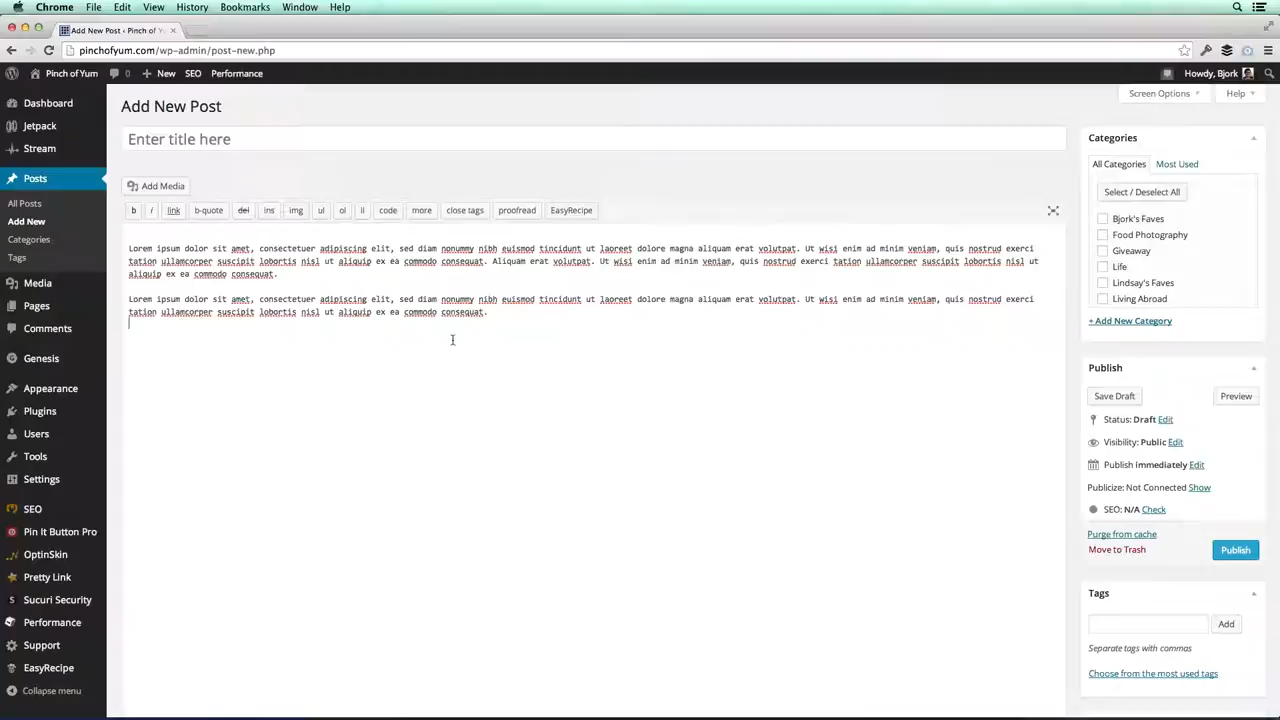 Chrome File Edit View History Bookmarks Window Help
Add New Post ‹ Pinch of Y
pinchofyum.com/wp-admin/post-new.php
Pinch of Yum 0 New SEO Performance Howdy, Bjork
Screen Options Help
Dashboard
Jetpack
Stream
Posts
All Posts
Add New
Categories
Tags
Media
Pages
Comments
Genesis
Appearance
Plugins
Users
Tools
Settings
SEO
Pin It Button Pro
OptinSkin
Pretty Link
Sucuri Security
Performance
Support
EasyRecipe
Collapse menu
Add New Post
Enter title here
Add Media
b i link b-quote del ins img ul ol li code more close tags proofread EasyRecipe
Lorem ipsum dolor sit amet, consectetuer adipiscing elit, sed diam nonummy nibh euismod tincidunt ut laoreet dolore magna aliquam erat volutpat. Ut wisi enim ad minim veniam, quis nostrud exerci
tation ullamcorper suscipit lobortis nisl ut aliquip ex ea commodo consequat. Aliquam erat volutpat. Ut wisi enim ad minim veniam, quis nostrud exerci tation ullamcorper suscipit lobortis nisl ut
aliquip ex ea commodo consequat.
Lorem ipsum dolor sit amet, consectetuer adipiscing elit, sed diam nonummy nibh euismod tincidunt ut laoreet dolore magna aliquam erat volutpat. Ut wisi enim ad minim veniam, quis nostrud exerci
tation ullamcorper suscipit lobortis nisl ut aliquip ex ea commodo consequat.
Categories
All Categories Most Used
Select / Deselect All
Bjork's Faves
Food Photography
Giveaway
Life
Lindsay's Faves
Living Abroad
+ Add New Category
Publish
Save Draft Preview
Status: Draft Edit
Visibility: Public Edit
Publish immediately Edit
Publicize: Not Connected Show
SEO: N/A Check
Purge from cache
Move to Trash Publish
Tags
Add
Separate tags with commas
Choose from the most used tags